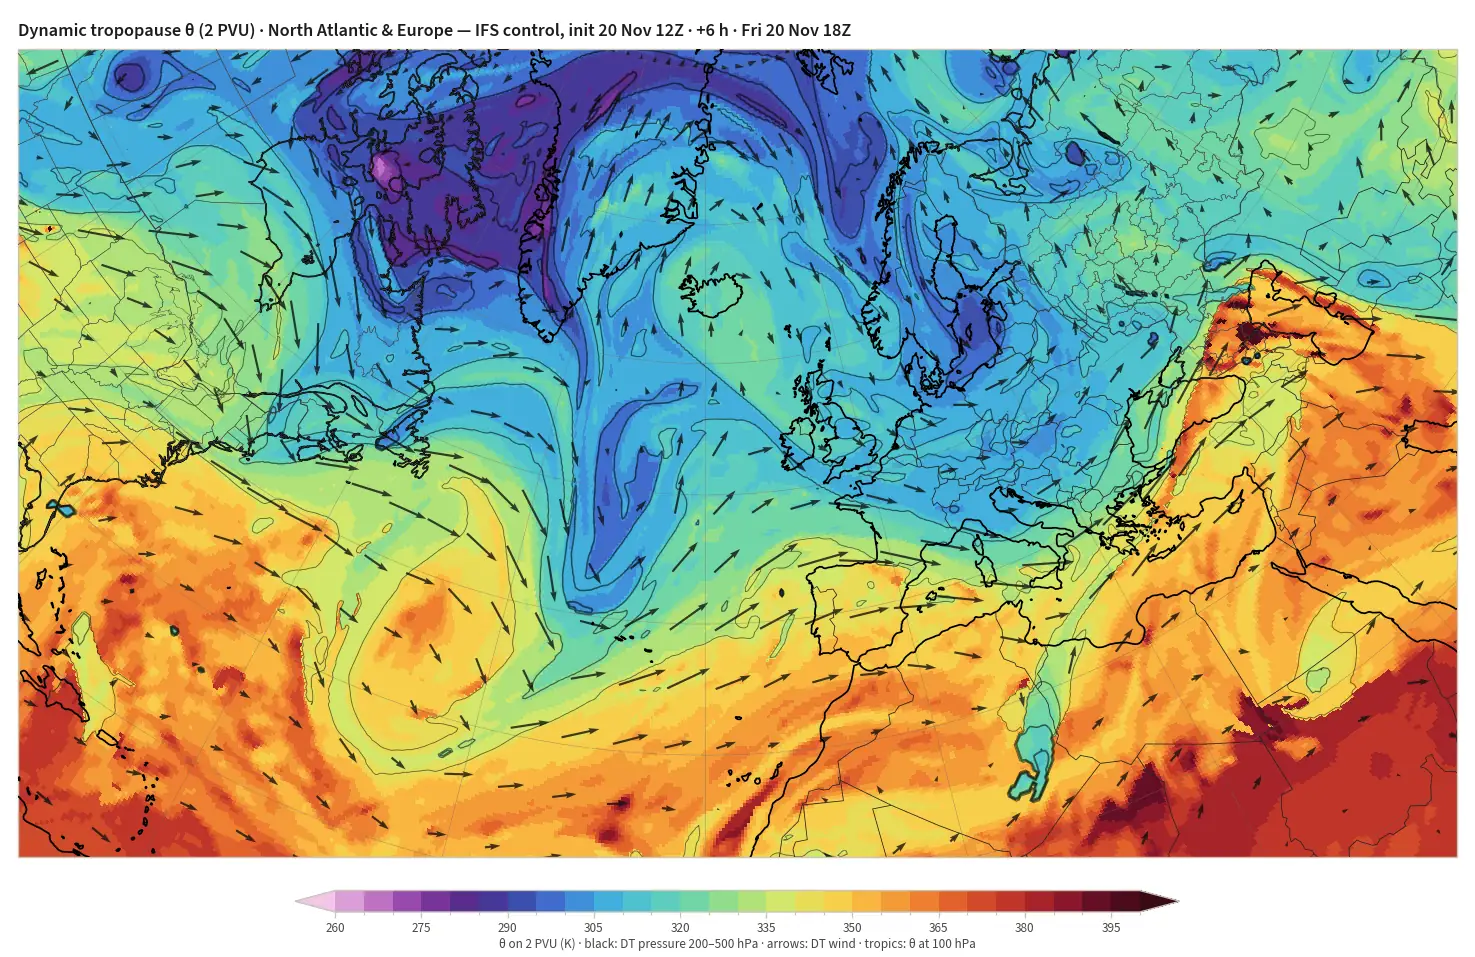 Dynamic tropopause θ (2 PVU) · North Atlantic & Europe — IFS control, init 20 Nov 12Z · +6 h · Fri 20 Nov 18Z
260 275 290 305 320 335 350 365 380 395
θ on 2 PVU (K) · black: DT pressure 200–500 hPa · arrows: DT wind · tropics: θ at 100 hPa